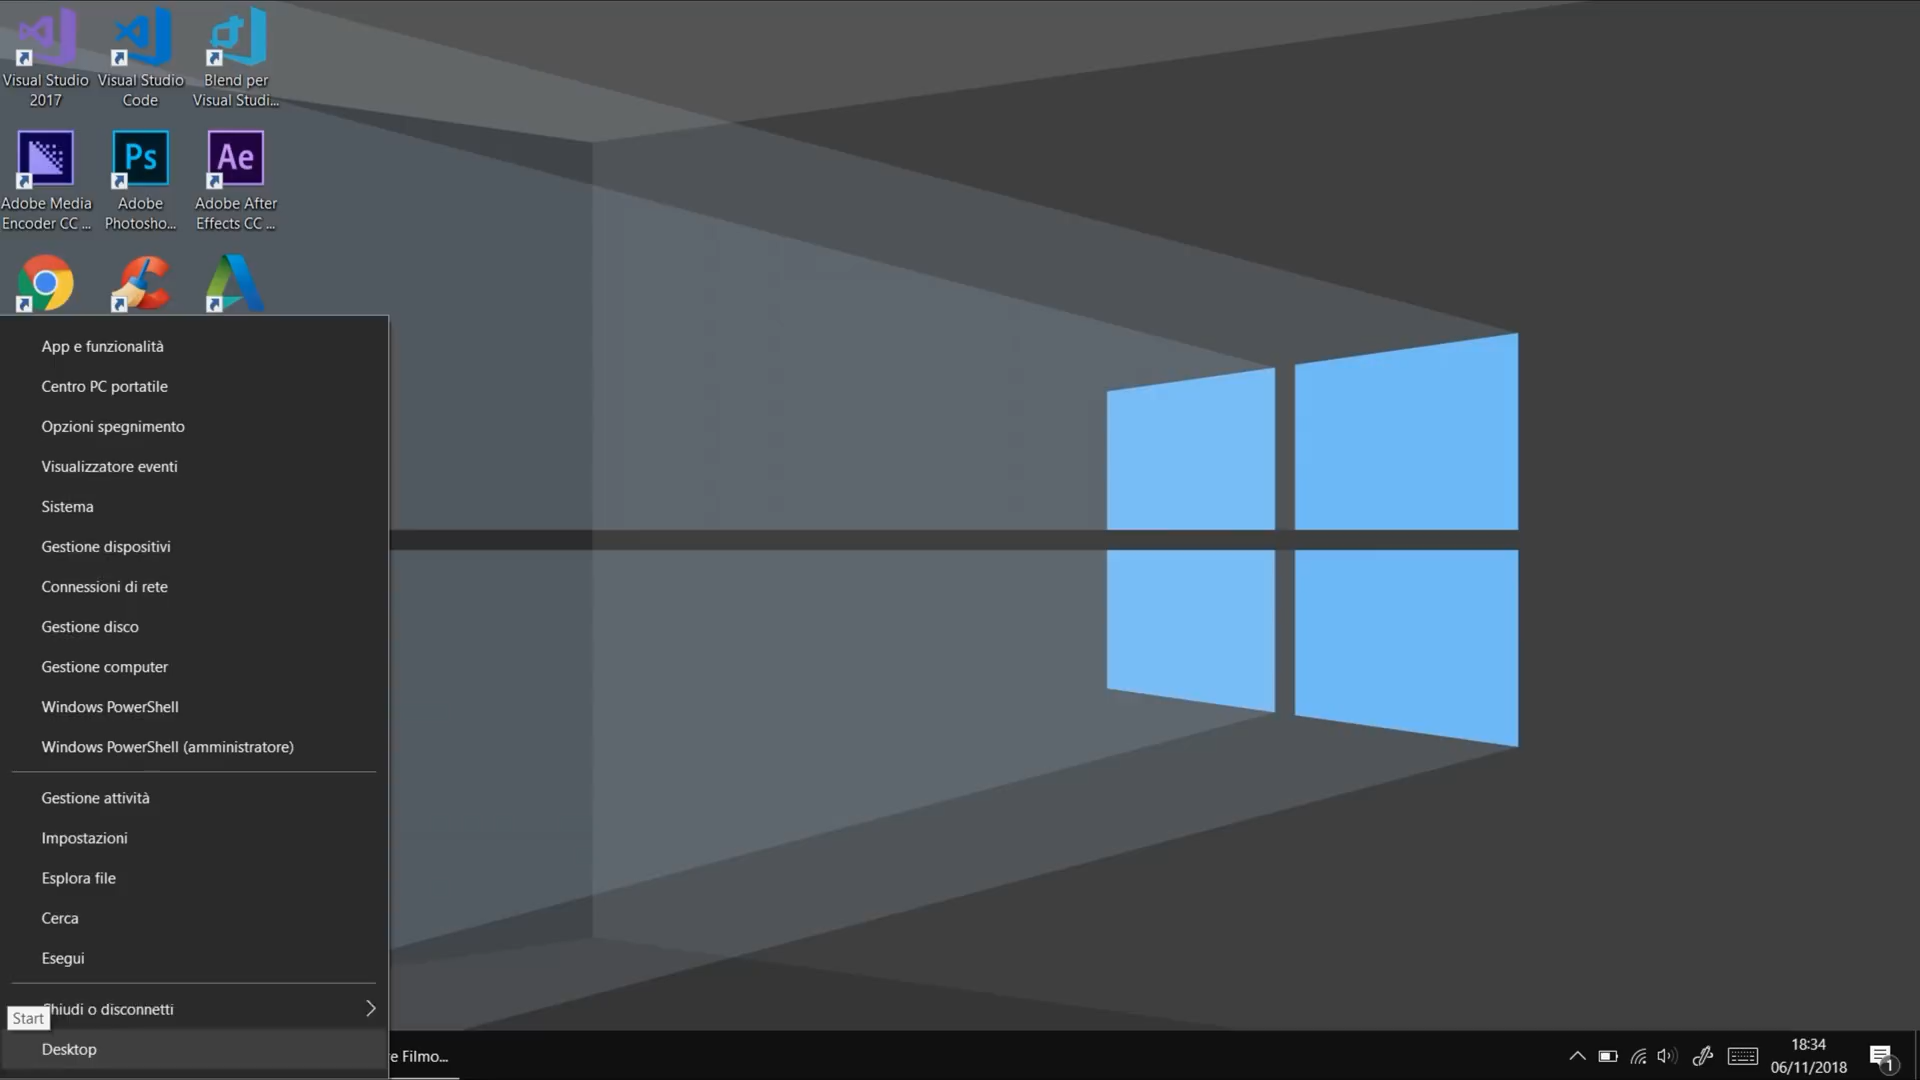 Visual Studio
2017
Visual Studio
Code
Blend per
Visual Studi...
Adobe Media
Encoder CC ...
Ps
Adobe
Photosho...
Ae
Adobe After
Effects CC ...
App e funzionalità
Centro PC portatile
Opzioni spegnimento
Visualizzatore eventi
Sistema
Gestione dispositivi
Connessioni di rete
Gestione disco
Gestione computer
Windows PowerShell
Windows PowerShell (amministratore)
Gestione attività
Impostazioni
Esplora file
Cerca
Esegui
hiudi o disconnetti
Start
Desktop
e Filmo...
18:34
06/11/2018
1